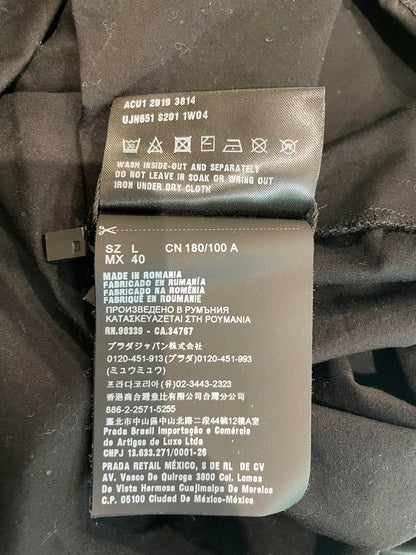 ACU1 2019 3814
UJN651 S201 1W04
WASH INSIDE-OUT AND SEPARATELY
DO NOT LEAVE IN SOAK OR WRING OUT
IRON UNDER DRY CLOTH
SZ L CN 180/100 A
MX 40
MADE IN ROMANIA
FABRICADO EN RUMANÍA
FABRICADO NA ROMÉNIA
FABRIQUÉ EN ROUMANIE
ПРОИЗВЕДЕНО В РУМЪНИЯ
ΚΑΤΑΣΚΕΥΑΖΕΤΑΙ ΣΤΗ ΡΟΥΜΑΝΙΑ
RN.98339 - CA.34767
プラダジャパン(株)
0120-451-913 (プラダ) 0120-451-993
(ミュウミュウ)
프라다코리아(유) 02-3443-2323
香港商台灣普比有限公司台灣分公司
886-2-2571-5255
臺北市中山區中山北路二段44號12樓A室
Prada Brasil Importação e Comércio
de Artigos de Luxo Ltda
CNPJ 13.633.271/0001-26
PRADA RETAIL MÉXICO, S DE RL DE CV
AV. Vasco De Quiroga 3800 Col. Lomas
De Vista Hermosa Cuajimalpa De Morelos
C.P. 05100 Ciudad De México-México